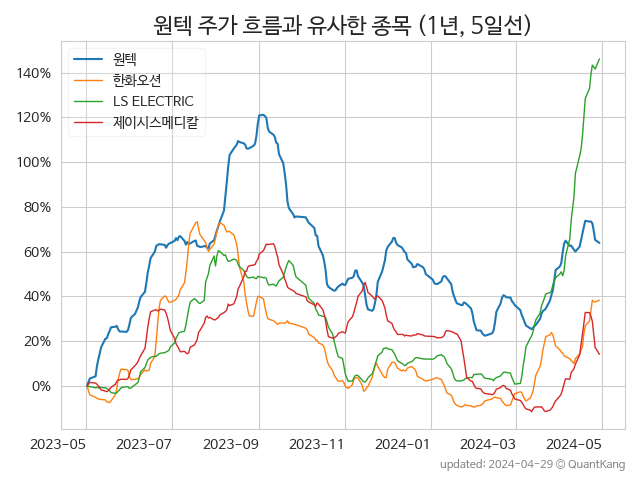 원텍 주가 흐름과 유사한 종목 (1년, 5일선)
원텍
한화오션
LS ELECTRIC
제이시스메디칼
140%
120%
100%
80%
60%
40%
20%
0%
2023-05 2023-07 2023-09 2023-11 2024-01 2024-03 2024-05
updated: 2024-04-29 © QuantKang